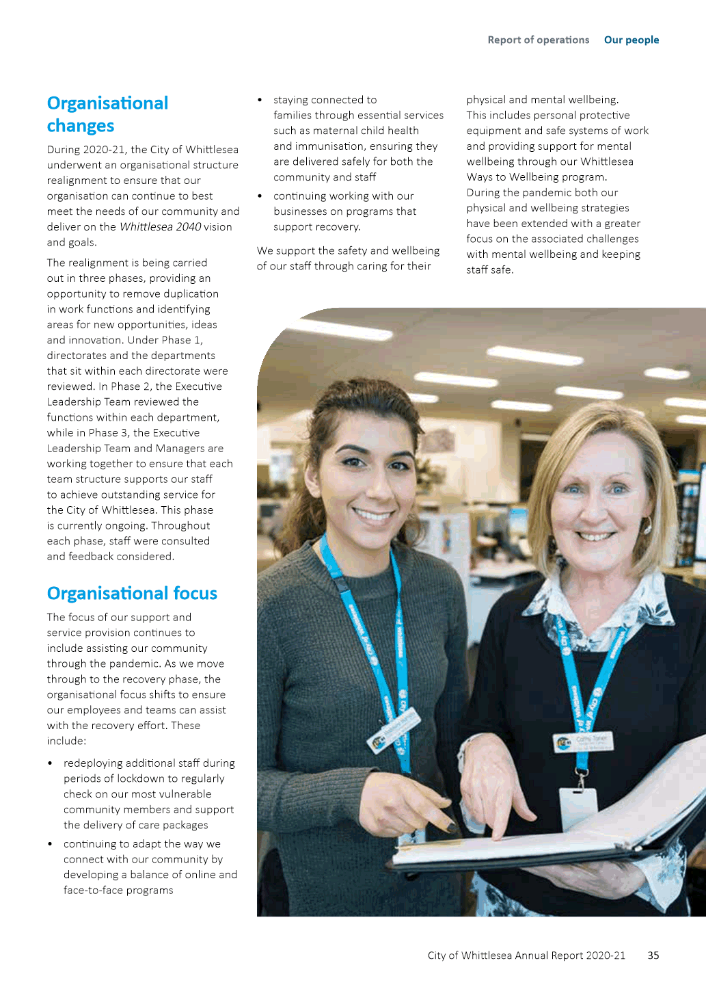 Report of operations Our people
Organisational
changes
During 2020-21, the City of Whittlesea
underwent an organisational structure
realignment to ensure that our
organisation can continue to best
meet the needs of our community and
deliver on the Whittlesea 2040 vision
and goals.
The realignment is being carried
out in three phases, providing an
opportunity to remove duplication
in work functions and identifying
areas for new opportunities, ideas
and innovation. Under Phase 1,
directorates and the departments
that sit within each directorate were
reviewed. In Phase 2, the Executive
Leadership Team reviewed the
functions within each department,
while in Phase 3, the Executive
Leadership Team and Managers are
working together to ensure that each
team structure supports our staff
to achieve outstanding service for
the City of Whittlesea. This phase
is currently ongoing. Throughout
each phase, staff were consulted
and feedback considered.
Organisational focus
The focus of our support and
service provision continues to
include assisting our community
through the pandemic. As we move
through to the recovery phase, the
organisational focus shifts to ensure
our employees and teams can assist
with the recovery effort. These
include:
• redeploying additional staff during
periods of lockdown to regularly
check on our most vulnerable
community members and support
the delivery of care packages
• continuing to adapt the way we
connect with our community by
developing a balance of online and
face-to-face programs
• staying connected to
families through essential services
such as maternal child health
and immunisation, ensuring they
are delivered safely for both the
community and staff
• continuing working with our
businesses on programs that
support recovery.
We support the safety and wellbeing
of our staff through caring for their
physical and mental wellbeing.
This includes personal protective
equipment and safe systems of work
and providing support for mental
wellbeing through our Whittlesea
Ways to Wellbeing program.
During the pandemic both our
physical and wellbeing strategies
have been extended with a greater
focus on the associated challenges
with mental wellbeing and keeping
staff safe.
City of Whittlesea
Cathy Toner
City of Whittlesea Annual Report 2020-21 35